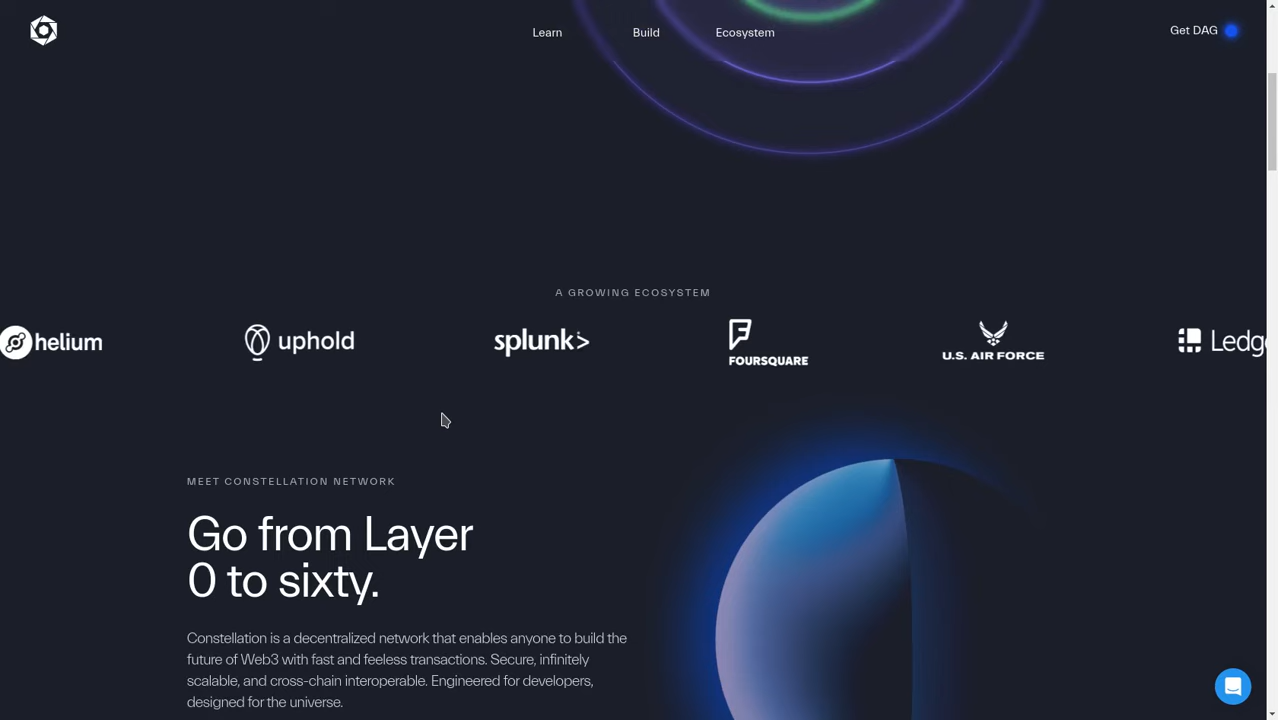 Learn
Build
Ecosystem
Get DAG
A GROWING ECOSYSTEM
helium
uphold
splunk>
FOURSQUARE
U.S. AIR FORCE
Ledg
MEET CONSTELLATION NETWORK
Go from Layer
0 to sixty.
Constellation is a decentralized network that enables anyone to build the
future of Web3 with fast and feeless transactions. Secure, infinitely
scalable, and cross-chain interoperable. Engineered for developers,
designed for the universe.